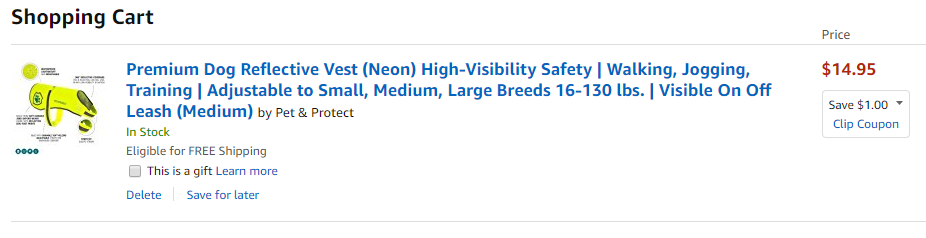 Shopping Cart
Price
Premium Dog Reflective Vest (Neon) High-Visibility Safety | Walking, Jogging,
Training | Adjustable to Small, Medium, Large Breeds 16-130 lbs. | Visible On Off
Leash (Medium) by Pet & Protect
In Stock
Eligible for FREE Shipping
This is a gift Learn more
Delete
Save for later
$14.95
Save $1.00
Clip Coupon